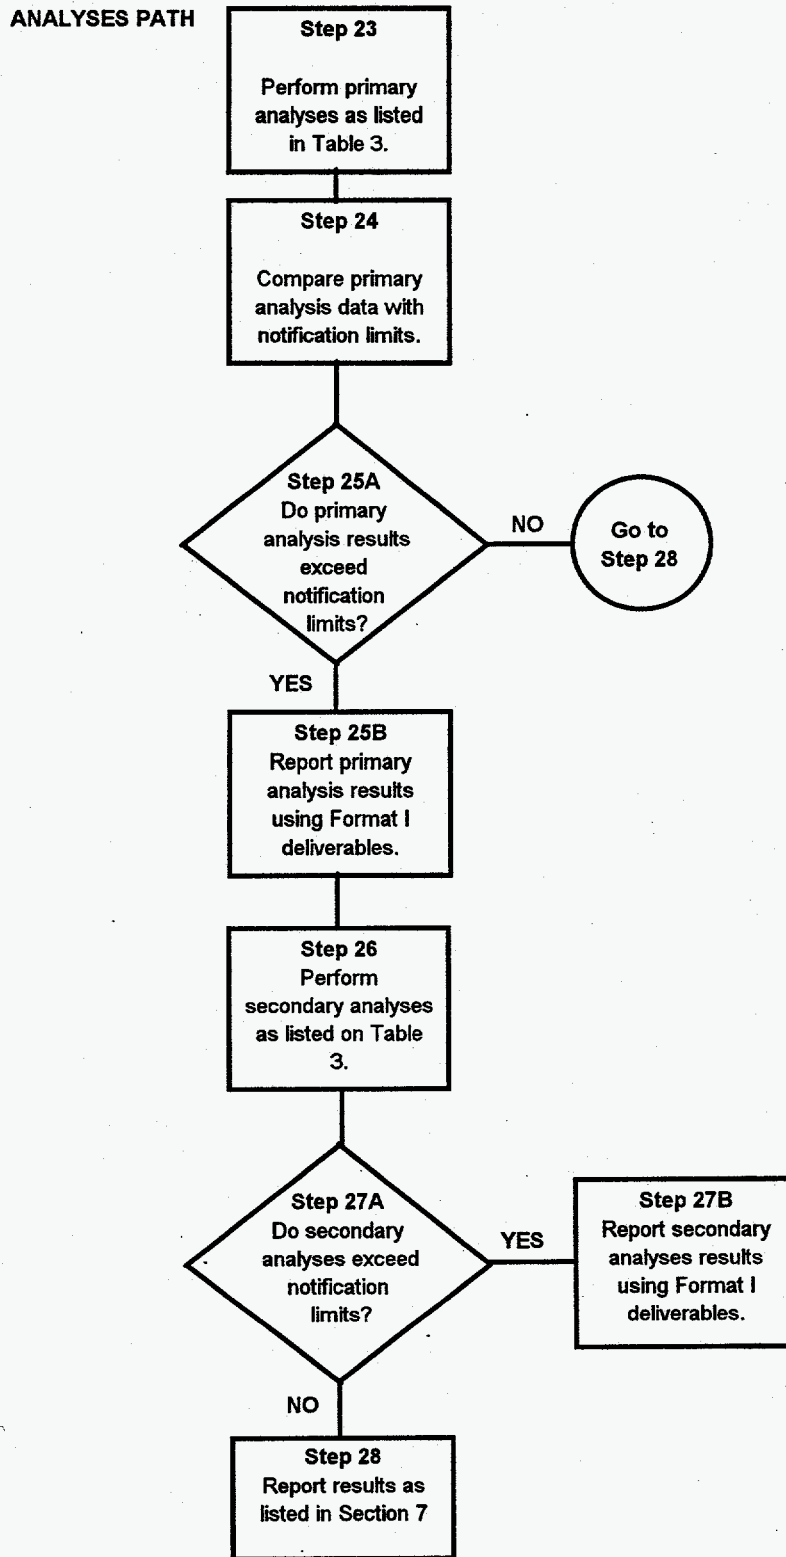 ANALYSES PATH
Step 23
Perform primary
analyses as listed
in Table 3.
Step 24
Compare primary
analysis data with
notification limits.
Step 25A
Do primary
analysis results
exceed
notification
limits?
NO
Go to
Step 28
YES
Step 25B
Report primary
analysis results
using Format I
deliverables.
Step 26
Perform
secondary analyses
as listed on Table
3.
Step 27A
Do secondary
analyses exceed
notification
limits?
YES
Step 27B
Report secondary
analyses results
using Format I
deliverables.
NO
Step 28
Report results as
listed in Section 7